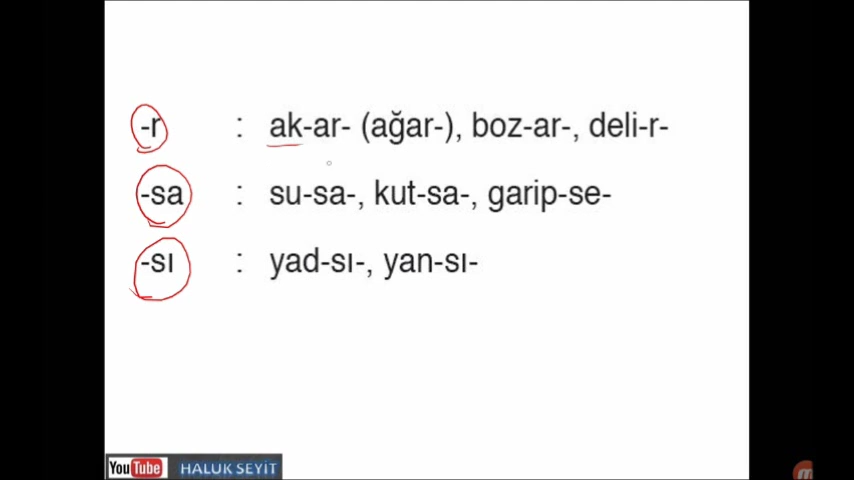 -r : ak-ar- (ağar-), boz-ar-, deli-r-
-sa : su-sa-, kut-sa-, garip-se-
-sı : yad-sı-, yan-sı-
YouTube HALUK SEYİT